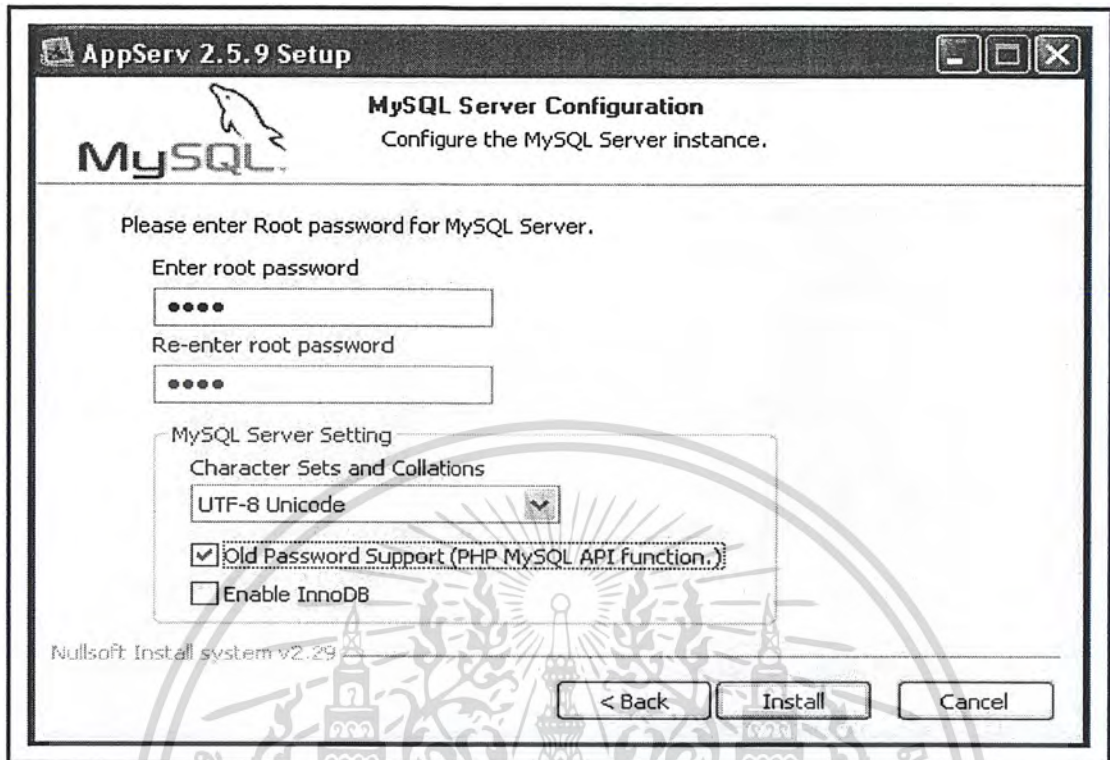 AppServ 2.5.9 Setup
MySQL
MySQL Server Configuration
Configure the MySQL Server instance.
Please enter Root password for MySQL Server.
Enter root password
••••
Re-enter root password
••••
MySQL Server Setting
Character Sets and Collations
UTF-8 Unicode
Old Password Support (PHP MySQL API function.)
Enable InnoDB
Nullsoft Install system v2.29
< Back Install Cancel